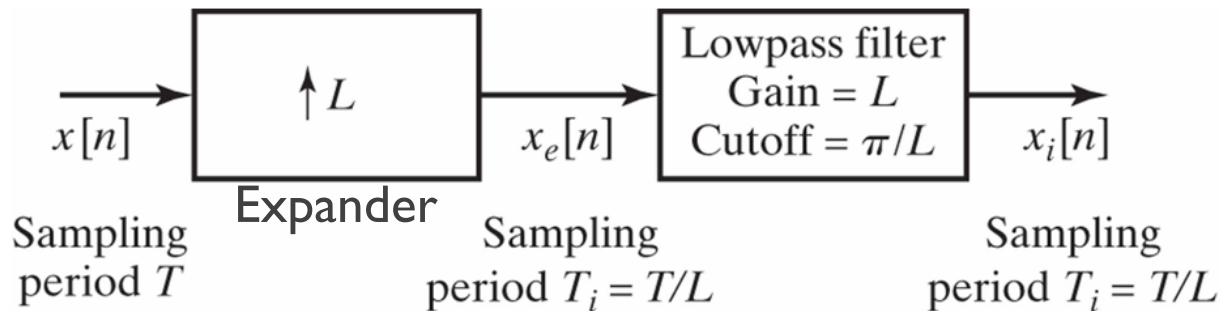 x[n]
↑ L
Expander
x_e[n]
Lowpass filter
Gain = L
Cutoff = π/L
x_i[n]
Sampling
period T
Sampling
period T_i = T/L
Sampling
period T_i = T/L